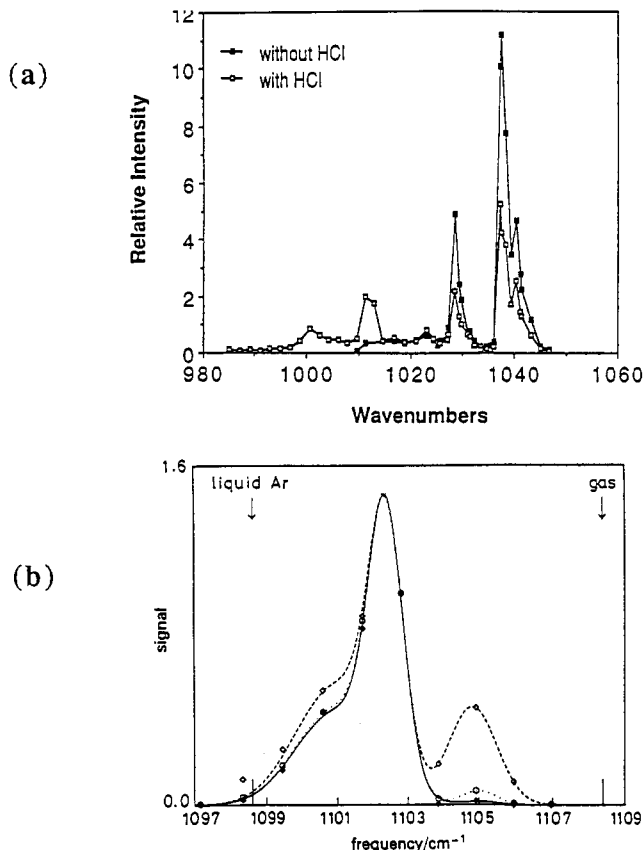 (a)
Relative Intensity
12
10
8
6
4
2
0
without HCl
with HCl
980 1000 1020 1040 1060
Wavenumbers
(b)
signal
1.6
0.0
liquid Ar
gas
1097 1099 1101 1103 1105 1107 1109
frequency/cm⁻¹